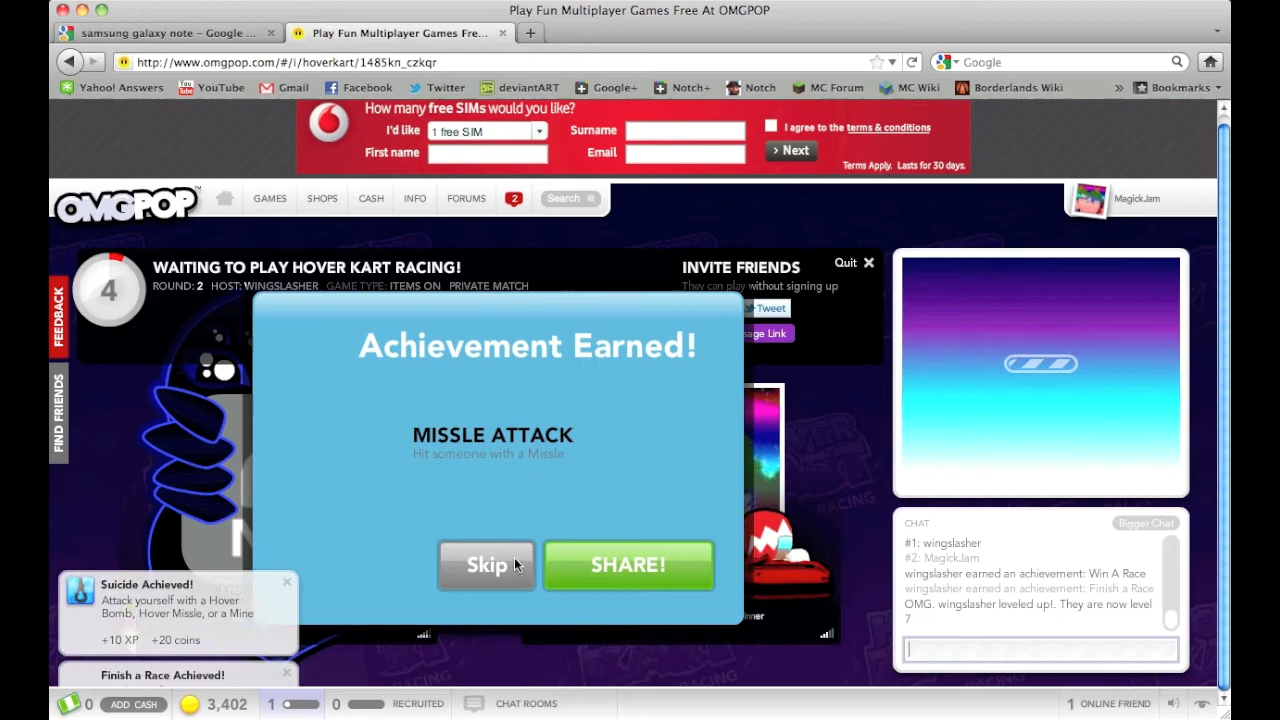 Play Fun Multiplayer Games Free At OMGPOP
samsung galaxy note – Google ...
Play Fun Multiplayer Games Fre...
http://www.omgpop.com/#/i/hoverkart/1485kn_czkqr
Google
Yahoo! Answers YouTube Gmail Facebook Twitter deviantART Google+ Notch+ Notch MC Forum MC Wiki Borderlands Wiki » Bookmarks
How many free SIMs would you like?
I'd like 1 free SIM Surname I agree to the terms & conditions
First name Email › Next
Terms Apply. Lasts for 30 days.
OMGPOP
GAMES SHOPS CASH INFO FORUMS 2 Search
MagickJam
4
WAITING TO PLAY HOVER KART RACING!
ROUND: 2 HOST: WINGSLASHER GAME TYPE: ITEMS ON PRIVATE MATCH
INVITE FRIENDS
They can play without signing up
Quit
Tweet
age Link
FEEDBACK
FIND FRIENDS
Achievement Earned!
MISSLE ATTACK
Hit someone with a Missle
Skip
SHARE!
nner
Suicide Achieved!
Attack yourself with a Hover
Bomb, Hover Missle, or a Mine
+10 XP +20 coins
Finish a Race Achieved!
CHAT
Bigger Chat
#1: wingslasher
#2: MagickJam
wingslasher earned an achievement: Win A Race
wingslasher earned an achievement: Finish a Race
OMG. wingslasher leveled up!. They are now level
7
0 ADD CASH 3,402 1 0 RECRUITED CHAT ROOMS 1 ONLINE FRIEND